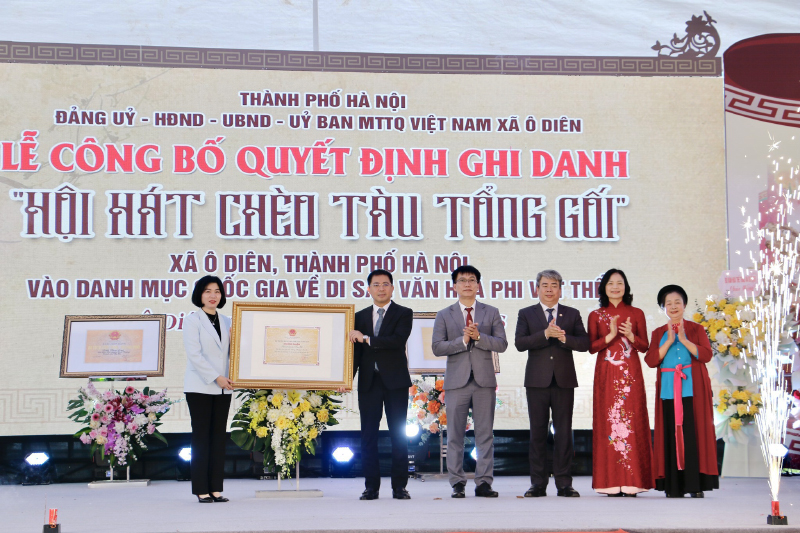 THÀNH PHỐ HÀ NỘI
ĐẢNG UỶ - HĐND - UBND - UỶ BAN MTTQ VIỆT NAM XÃ Ô DIÊN
LỄ CÔNG BỐ QUYẾT ĐỊNH GHI DANH
"HỘI HÁT CHÈO TÀU TỔNG GỐI"
XÃ Ô DIÊN, THÀNH PHỐ HÀ NỘI
VÀO DANH MỤC QUỐC GIA VỀ DI SẢN VĂN HÓA PHI VẬT THỂ